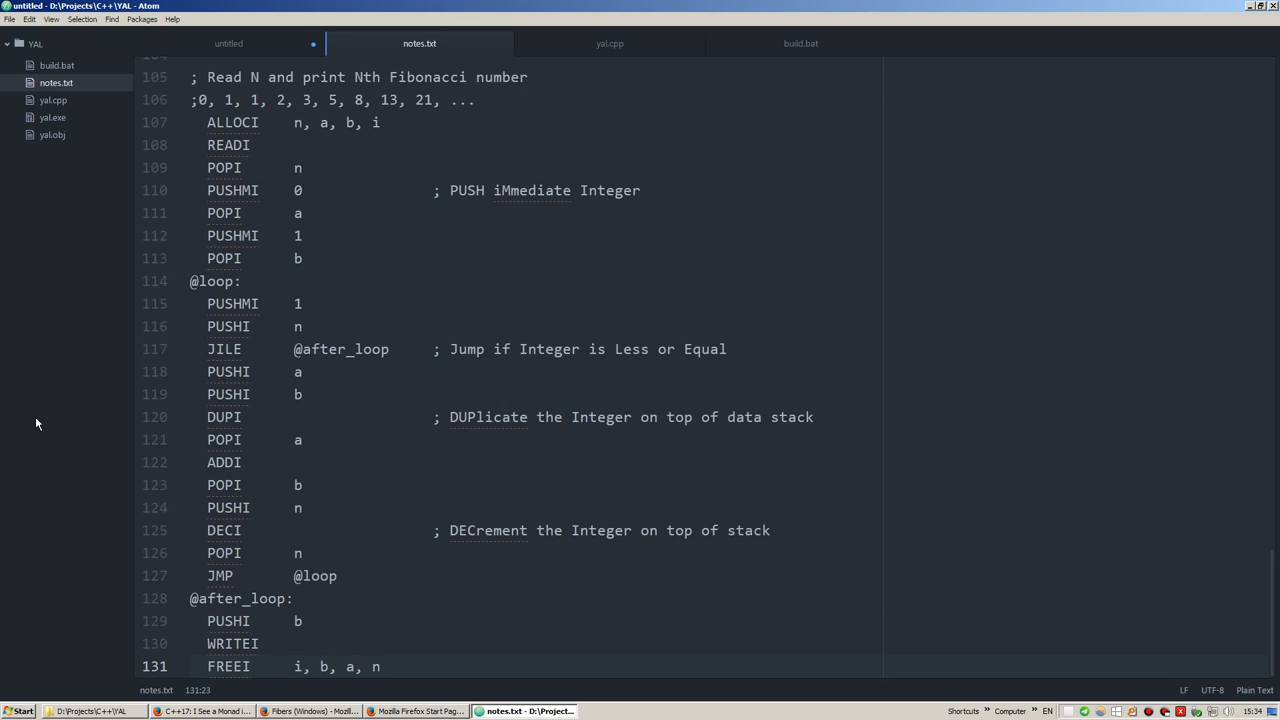 untitled - D:\Projects\C++\YAL - Atom
File Edit View Selection Find Packages Help
YAL
build.bat
notes.txt
yal.cpp
yal.exe
yal.obj
untitled notes.txt yal.cpp build.bat
104
105 ; Read N and print Nth Fibonacci number
106 ;0, 1, 1, 2, 3, 5, 8, 13, 21, ...
107 ALLOCI n, a, b, i
108 READI
109 POPI n
110 PUSHMI 0 ; PUSH iMmediate Integer
111 POPI a
112 PUSHMI 1
113 POPI b
114 @loop:
115 PUSHMI 1
116 PUSHI n
117 JILE @after_loop ; Jump if Integer is Less or Equal
118 PUSHI a
119 PUSHI b
120 DUPI ; DUPlicate the Integer on top of data stack
121 POPI a
122 ADDI
123 POPI b
124 PUSHI n
125 DECI ; DECrement the Integer on top of stack
126 POPI n
127 JMP @loop
128 @after_loop:
129 PUSHI b
130 WRITEI
131 FREEI i, b, a, n
notes.txt 131:23 LF UTF-8 Plain Text
Start D:\Projects\C++\YAL C++17: I See a Monad i... Fibers (Windows) - Mozil... Mozilla Firefox Start Pag... notes.txt - D:\Project... Shortcuts » Computer » EN 15:34